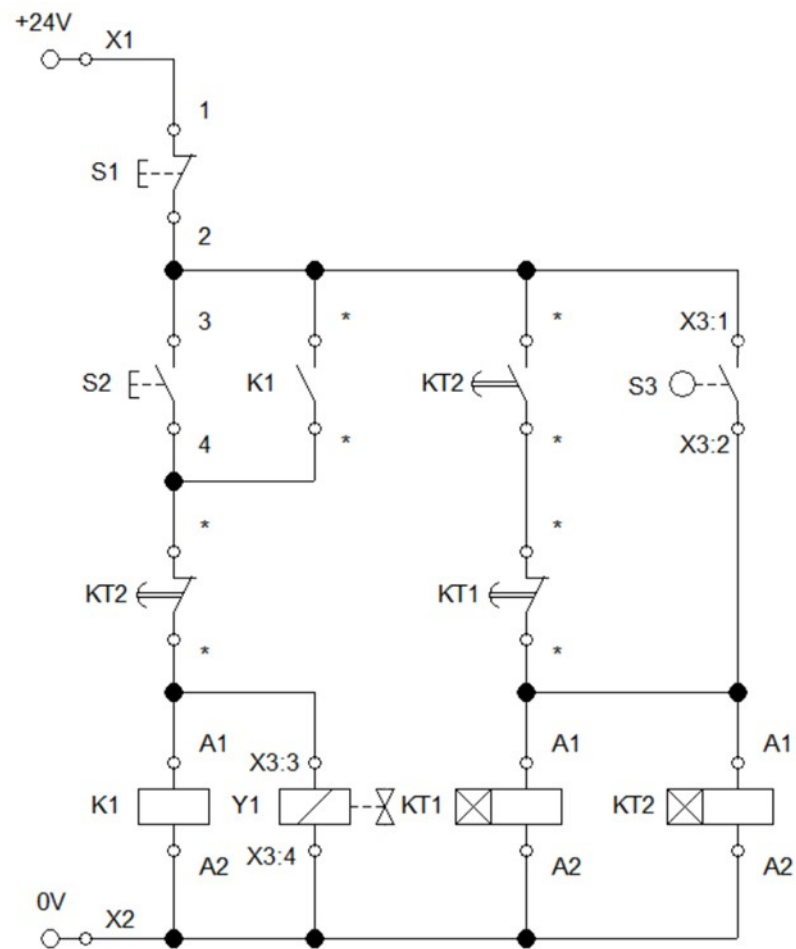 +24V
X1
1
S1
2
3
*
*
X3:1
S2
K1
KT2
S3
4
*
*
X3:2
*
*
KT2
KT1
*
*
A1
X3:3
A1
A1
K1
Y1
KT1
KT2
A2
X3:4
A2
A2
0V
X2